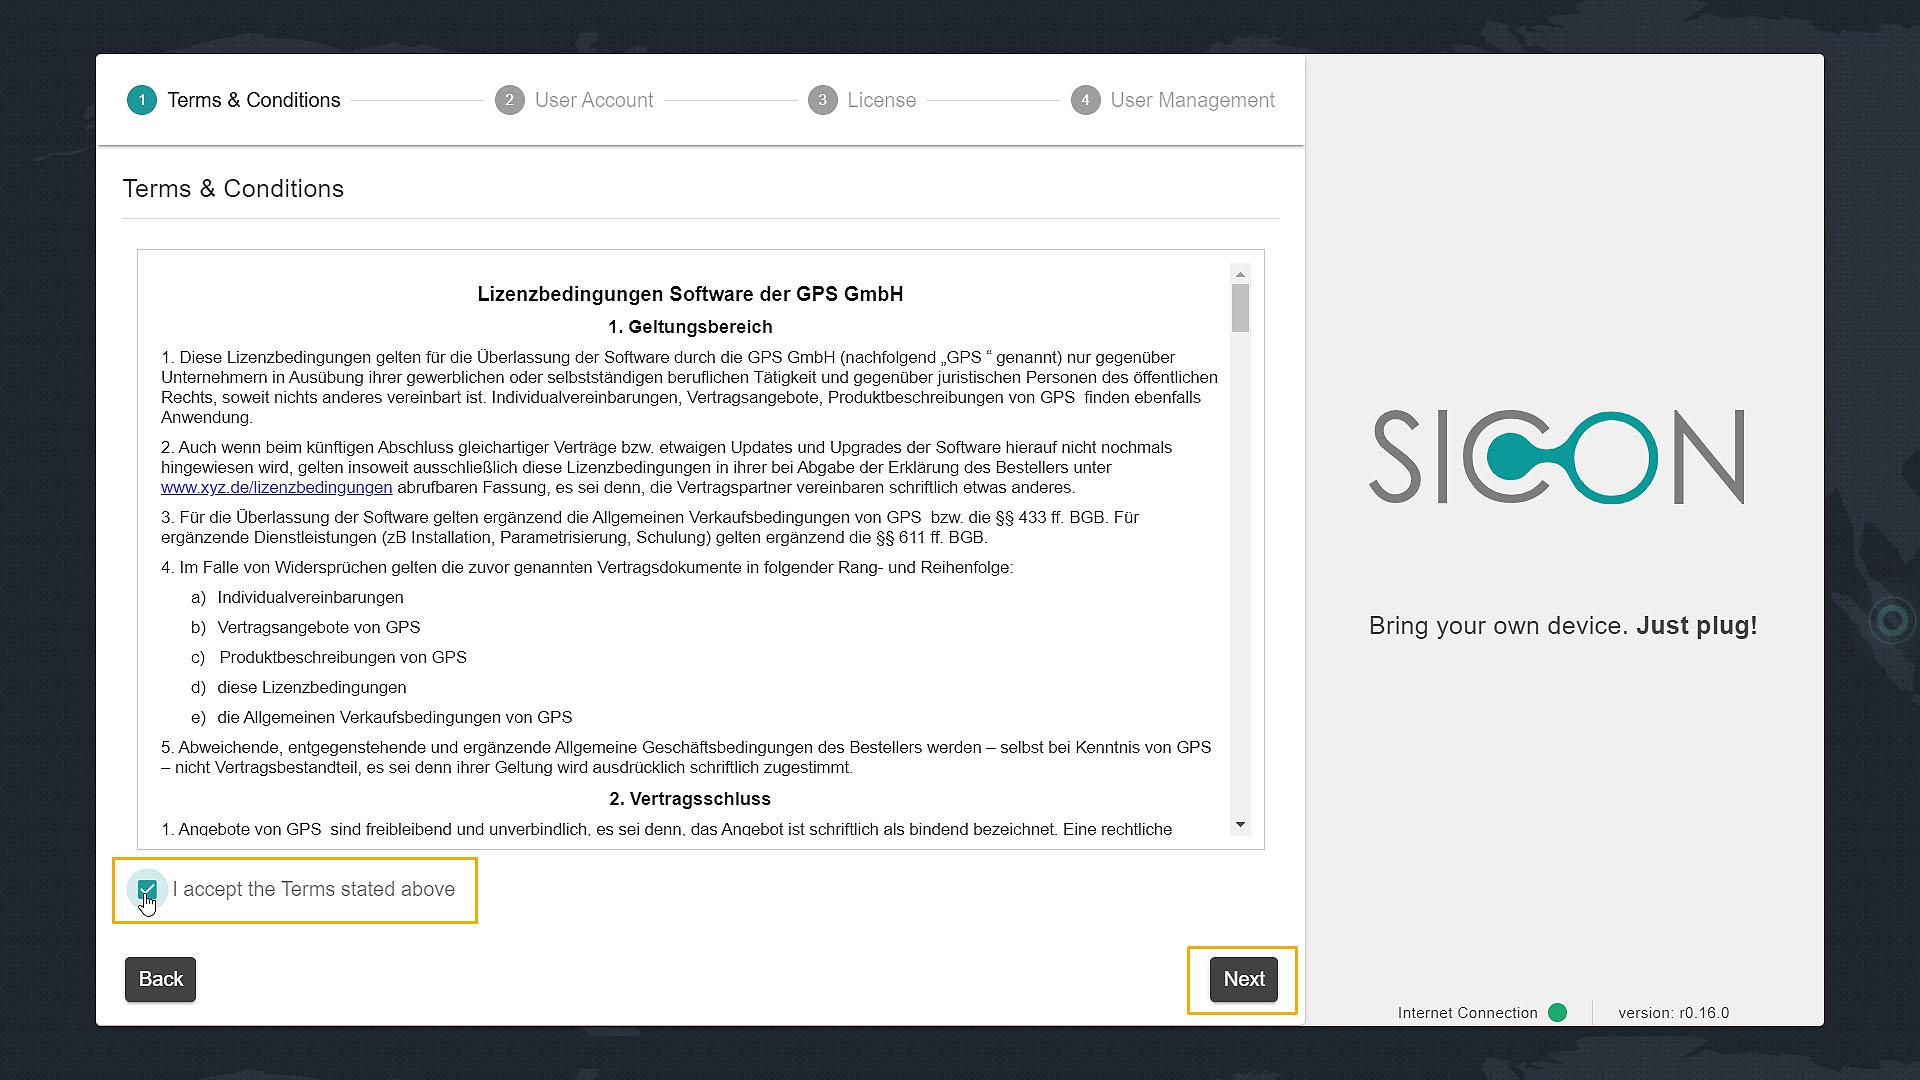 1 Terms & Conditions 2 User Account 3 License 4 User Management
Terms & Conditions
Lizenzbedingungen Software der GPS GmbH
1. Geltungsbereich
1. Diese Lizenzbedingungen gelten für die Überlassung der Software durch die GPS GmbH (nachfolgend „GPS “ genannt) nur gegenüber
Unternehmern in Ausübung ihrer gewerblichen oder selbstständigen beruflichen Tätigkeit und gegenüber juristischen Personen des öffentlichen
Rechts, soweit nichts anderes vereinbart ist. Individualvereinbarungen, Vertragsangebote, Produktbeschreibungen von GPS finden ebenfalls
Anwendung.
2. Auch wenn beim künftigen Abschluss gleichartiger Verträge bzw. etwaigen Updates und Upgrades der Software hierauf nicht nochmals
hingewiesen wird, gelten insoweit ausschließlich diese Lizenzbedingungen in ihrer bei Abgabe der Erklärung des Bestellers unter
www.xyz.de/lizenzbedingungen abrufbaren Fassung, es sei denn, die Vertragspartner vereinbaren schriftlich etwas anderes.
3. Für die Überlassung der Software gelten ergänzend die Allgemeinen Verkaufsbedingungen von GPS bzw. die §§ 433 ff. BGB. Für
ergänzende Dienstleistungen (zB Installation, Parametrisierung, Schulung) gelten ergänzend die §§ 611 ff. BGB.
4. Im Falle von Widersprüchen gelten die zuvor genannten Vertragsdokumente in folgender Rang- und Reihenfolge:
a) Individualvereinbarungen
b) Vertragsangebote von GPS
c) Produktbeschreibungen von GPS
d) diese Lizenzbedingungen
e) die Allgemeinen Verkaufsbedingungen von GPS
5. Abweichende, entgegenstehende und ergänzende Allgemeine Geschäftsbedingungen des Bestellers werden – selbst bei Kenntnis von GPS
– nicht Vertragsbestandteil, es sei denn ihrer Geltung wird ausdrücklich schriftlich zugestimmt.
2. Vertragsschluss
1. Angebote von GPS sind freibleibend und unverbindlich, es sei denn, das Angebot ist schriftlich als bindend bezeichnet. Eine rechtliche
I accept the Terms stated above
Back
Next
SICON
Bring your own device. Just plug!
Internet Connection
version: r0.16.0